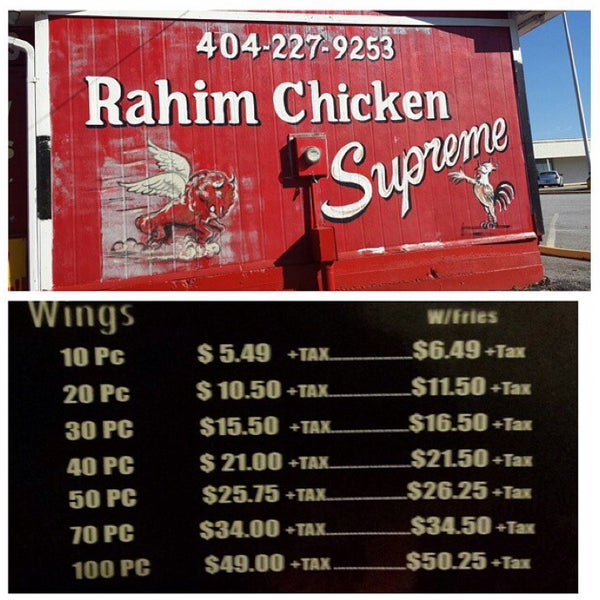 404-227-9253
Rahim Chicken
Supreme
Wings
W/Fries
10 Pc $ 5.49 +TAX $6.49 +Tax
20 Pc $ 10.50 +TAX $11.50 +Tax
30 PC $15.50 +TAX $16.50 +Tax
40 PC $ 21.00 +TAX $21.50 +Tax
50 PC $25.75 +TAX $26.25 +Tax
70 PC $34.00 +TAX $34.50 +Tax
100 PC $49.00 +TAX $50.25 +Tax